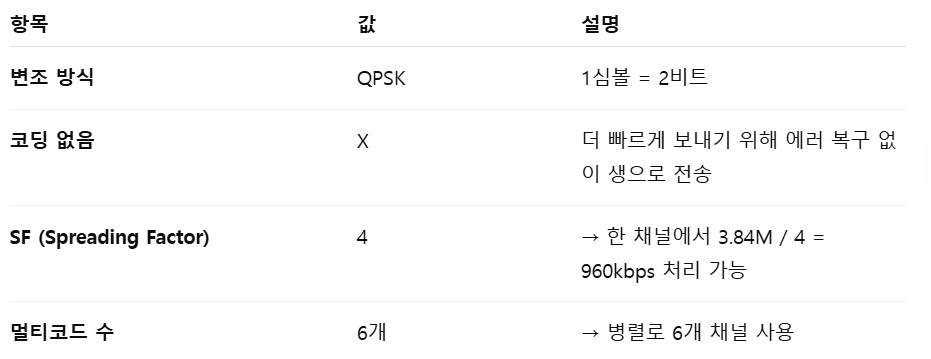 항목 값 설명
변조 방식 QPSK 1심볼 = 2비트
코딩 없음 X 더 빠르게 보내기 위해 에러 복구 없
이 생으로 전송
SF (Spreading Factor) 4 → 한 채널에서 3.84M / 4 =
960kbps 처리 가능
멀티코드 수 6개 → 병렬로 6개 채널 사용